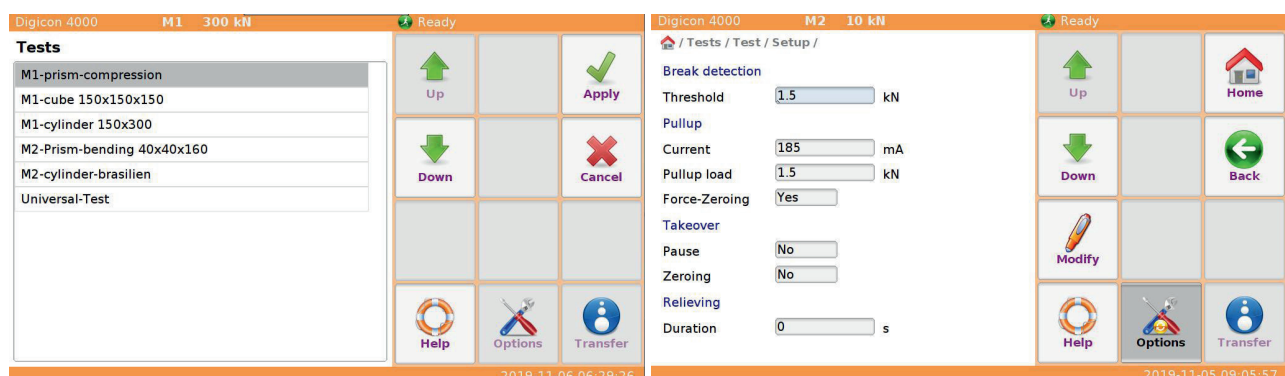 Digicon 4000 M1 300 kN Ready
Tests
M1-prism-compression
M1-cube 150x150x150
M1-cylinder 150x300
M2-Prism-bending 40x40x160
M2-cylinder-brasilien
Universal-Test
Up
Apply
Down
Cancel
Help
Options
Transfer
2019-11-06 06:29:26
Digicon 4000 M2 10 kN Ready
/ Tests / Test / Setup /
Break detection
Threshold 1.5 kN
Pullup
Current 185 mA
Pullup load 1.5 kN
Force-Zeroing Yes
Takeover
Pause No
Zeroing No
Relieving
Duration 0 s
Up
Home
Down
Back
Modify
Help
Options
Transfer
2019-11-05 09:05:57